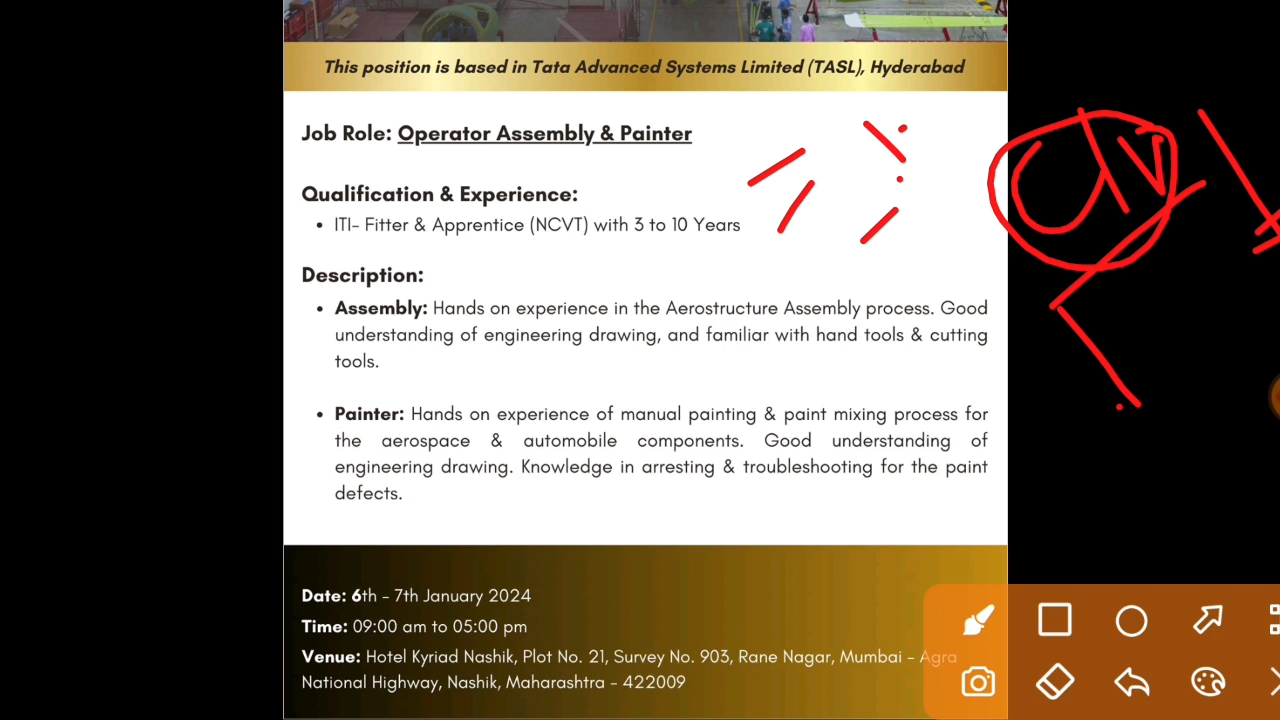 This position is based in Tata Advanced Systems Limited (TASL), Hyderabad
Job Role: Operator Assembly & Painter
Qualification & Experience:
• ITI- Fitter & Apprentice (NCVT) with 3 to 10 Years
Description:
• Assembly: Hands on experience in the Aerostructure Assembly process. Good
understanding of engineering drawing, and familiar with hand tools & cutting
tools.
• Painter: Hands on experience of manual painting & paint mixing process for
the aerospace & automobile components. Good understanding of
engineering drawing. Knowledge in arresting & troubleshooting for the paint
defects.
Date: 6th - 7th January 2024
Time: 09:00 am to 05:00 pm
Venue: Hotel Kyriad Nashik, Plot No. 21, Survey No. 903, Rane Nagar, Mumbai - Agra
National Highway, Nashik, Maharashtra - 422009